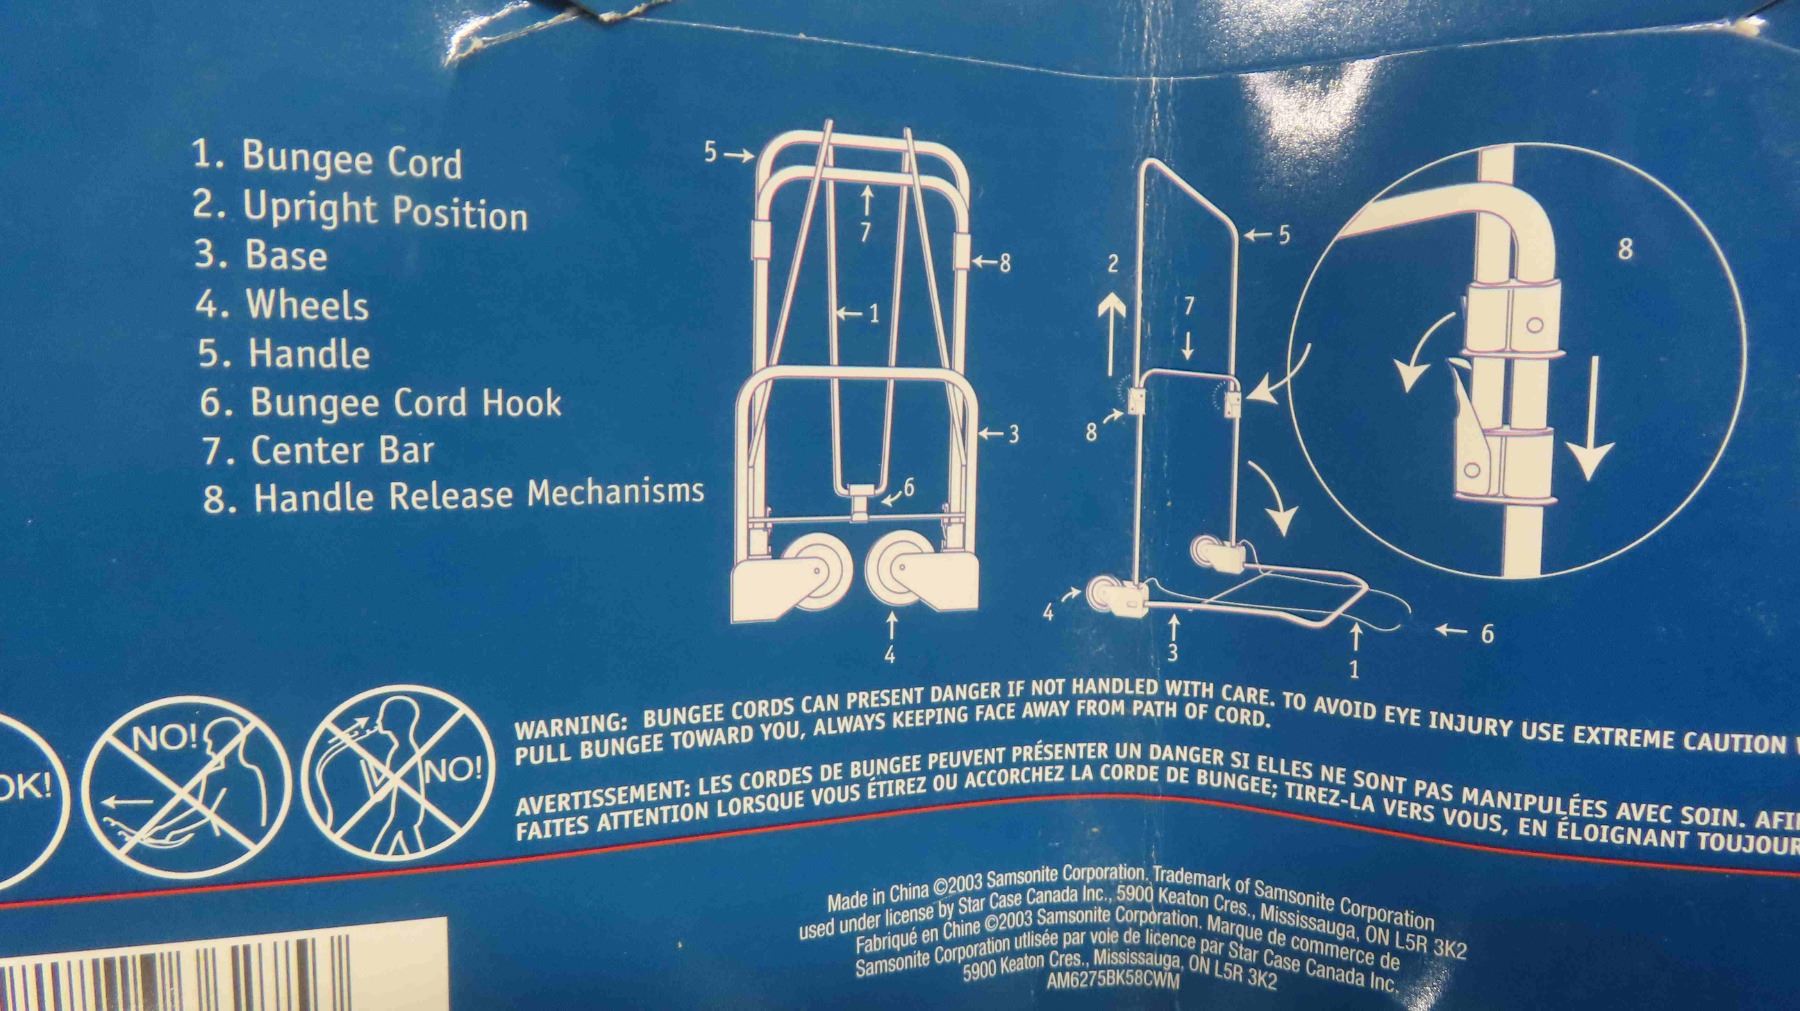 1. Bungee Cord
2. Upright Position
3. Base
4. Wheels
5. Handle
6. Bungee Cord Hook
7. Center Bar
8. Handle Release Mechanisms
5
7
8
1
3
6
4
2
7
5
8
4
3
1
6
8
OK!
NO!
NO!
WARNING: BUNGEE CORDS CAN PRESENT DANGER IF NOT HANDLED WITH CARE. TO AVOID EYE INJURY USE EXTREME CAUTION
PULL BUNGEE TOWARD YOU, ALWAYS KEEPING FACE AWAY FROM PATH OF CORD.
AVERTISSEMENT: LES CORDES DE BUNGEE PEUVENT PRÉSENTER UN DANGER SI ELLES NE SONT PAS MANIPULÉES AVEC SOIN. AFI
FAITES ATTENTION LORSQUE VOUS ÉTIREZ OU ACCORCHEZ LA CORDE DE BUNGEE; TIREZ-LA VERS VOUS, EN ÉLOIGNANT TOUJOUR
Made in China ©2003 Samsonite Corporation. Trademark of Samsonite Corporation
used under license by Star Case Canada Inc., 5900 Keaton Cres., Mississauga, ON L5R 3K2
Fabriqué en Chine ©2003 Samsonite Corporation. Marque de commerce de
Samsonite Corporation utlisée par voie de licence par Star Case Canada Inc.
5900 Keaton Cres., Mississauga, ON L5R 3K2
AM6275BK58CWM